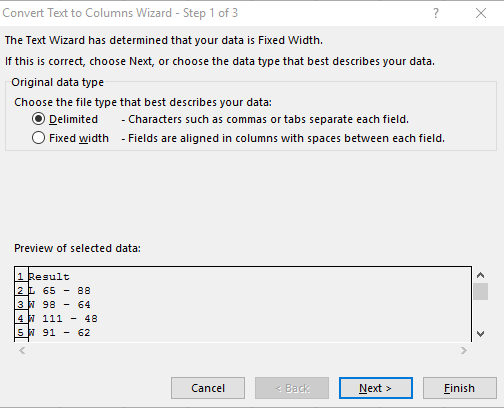 Convert Text to Columns Wizard - Step 1 of 3 ? X
The Text Wizard has determined that your data is Fixed Width.
If this is correct, choose Next, or choose the data type that best describes your data.
Original data type
Choose the file type that best describes your data:
Delimited - Characters such as commas or tabs separate each field.
Fixed width - Fields are aligned in columns with spaces between each field.
Preview of selected data:
1 Result
2 L 65 - 88
3 W 98 - 64
4 W 111 - 48
5 W 91 - 62
Cancel < Back Next > Finish